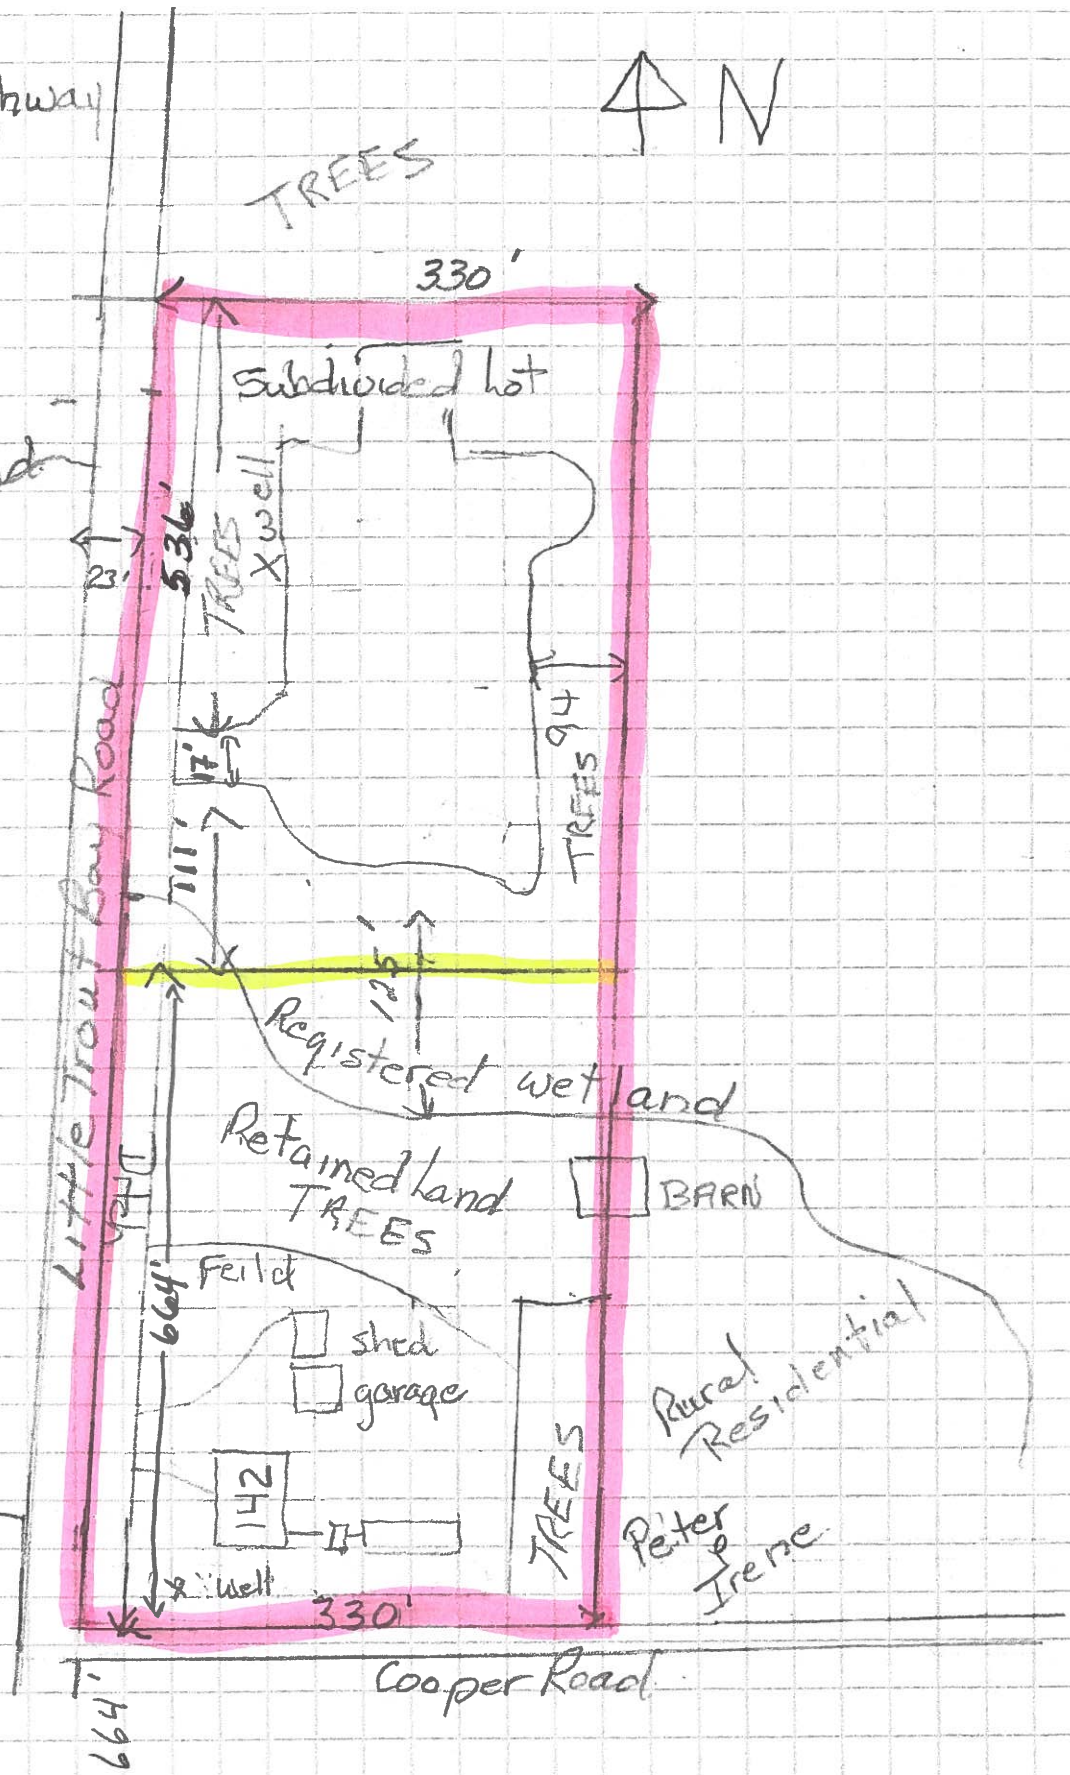 hway
N
TREES
330'
Subdivided Lot
536'
TREES
X well
23'
17'
94
TREES
111'
125'
Little Trout Bay Road
Registered wetland
Retained Land
TREES
BARN
Feild
664'
shed
garage
Rural
Residential
142
TREES
Peter
&
Irene
x well
330'
Cooper Road
664'